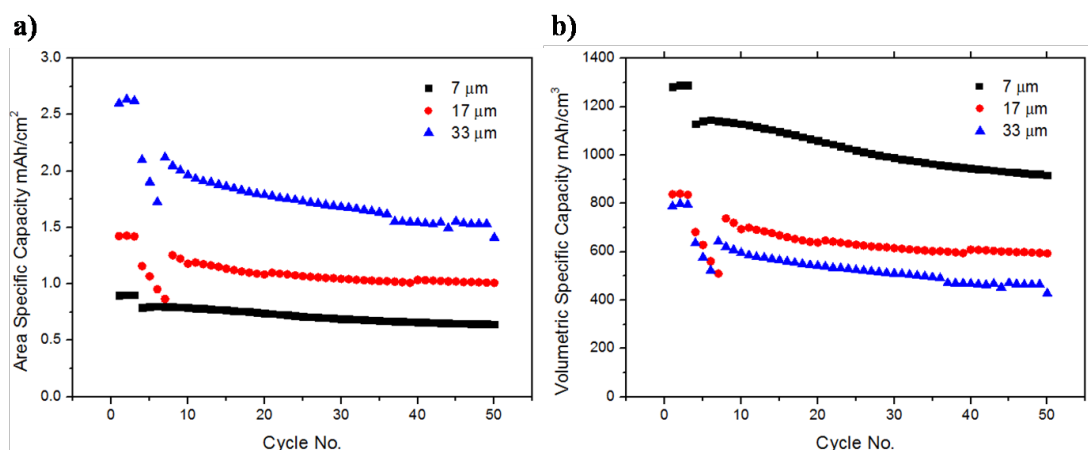 a)
Area Specific Capacity mAh/cm²
3.0
2.5
2.0
1.5
1.0
0.5
0.0
0 10 20 30 40 50
Cycle No.
7 μm
17 μm
33 μm
b)
Volumetric Specific Capacity mAh/cm³
1400
1200
1000
800
600
400
200
0
0 10 20 30 40 50
Cycle No.
7 μm
17 μm
33 μm